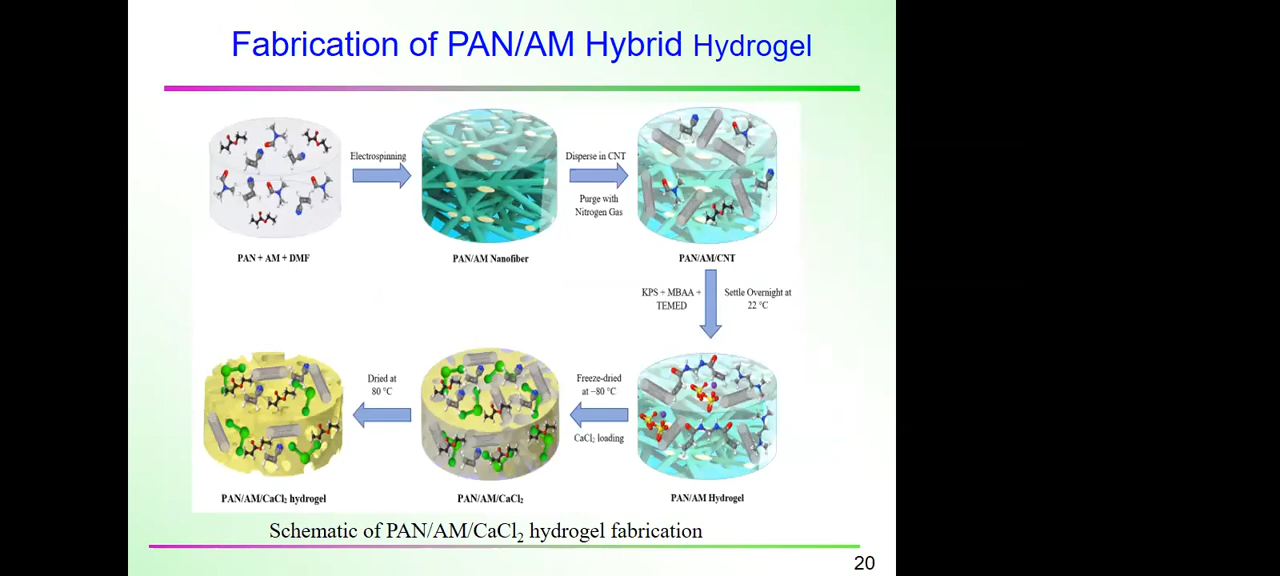 Fabrication of PAN/AM Hybrid Hydrogel
Electrospinning
Disperse in CNT
Purge with
Nitrogen Gas
PAN + AM + DMF
PAN/AM Nanofiber
PAN/AM/CNT
KPS + MBAA +
TEMED
Settle Overnight at
22 °C
Dried at
80 °C
Freeze-dried
at −80 °C
CaCl₂ loading
PAN/AM/CaCl₂ hydrogel
PAN/AM/CaCl₂
PAN/AM Hydrogel
Schematic of PAN/AM/CaCl₂ hydrogel fabrication
20